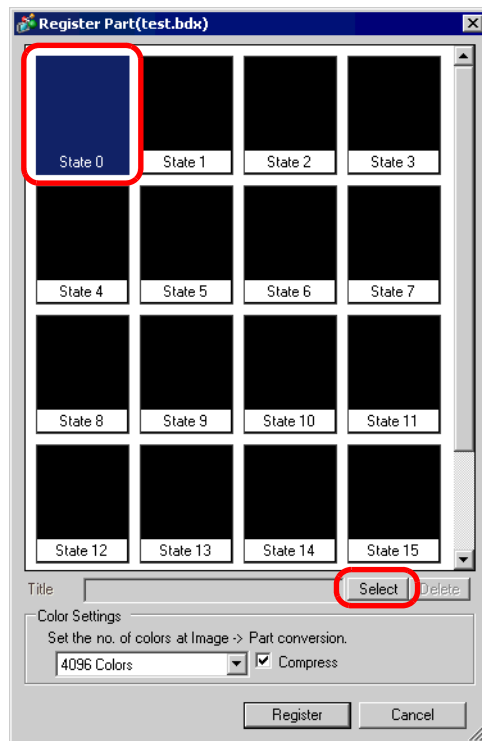 Register Part(test.bdx)
State 0 State 1 State 2 State 3
State 4 State 5 State 6 State 7
State 8 State 9 State 10 State 11
State 12 State 13 State 14 State 15
Title Select Delete
Color Settings
Set the no. of colors at Image -> Part conversion.
4096 Colors Compress
Register Cancel